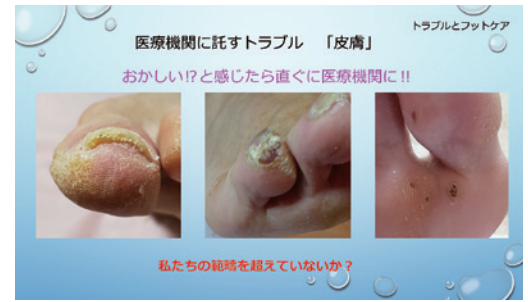 トラブルとフットケア
医療機関に託すトラブル 「皮膚」
おかしい!?と感じたら直ぐに医療機関に!!
私たちの範疇を超えていないか？